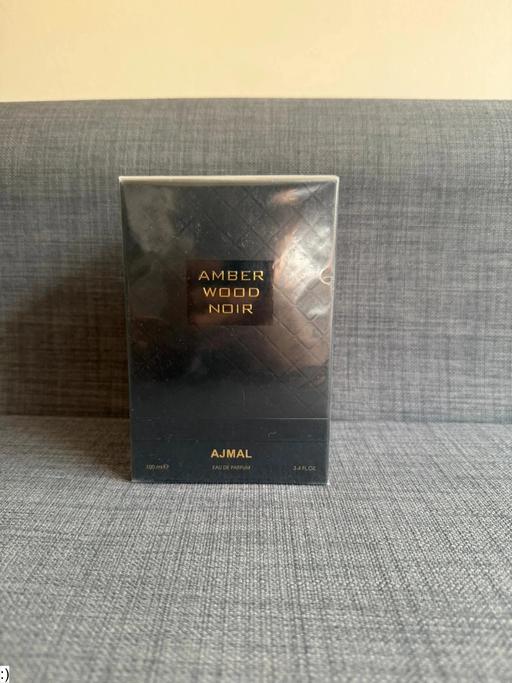 AMBER
WOOD
NOIR
AJMAL
100 ml℮ EAU DE PARFUM 3.4 FL.OZ
:)